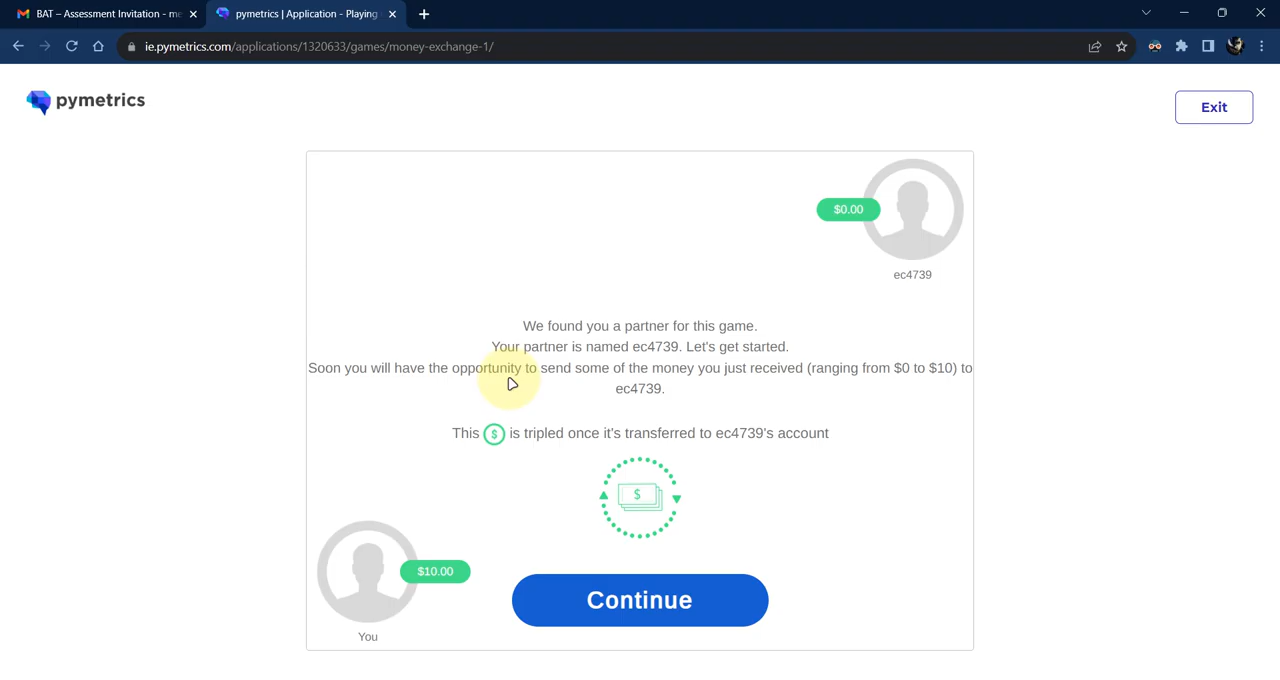 BAT – Assessment Invitation - me
pymetrics | Application - Playing
ie.pymetrics.com/applications/1320633/games/money-exchange-1/
pymetrics
Exit
$0.00
ec4739
We found you a partner for this game.
Your partner is named ec4739. Let's get started.
Soon you will have the opportunity to send some of the money you just received (ranging from $0 to $10) to
ec4739.
This $ is tripled once it's transferred to ec4739's account
$
$10.00
Continue
You